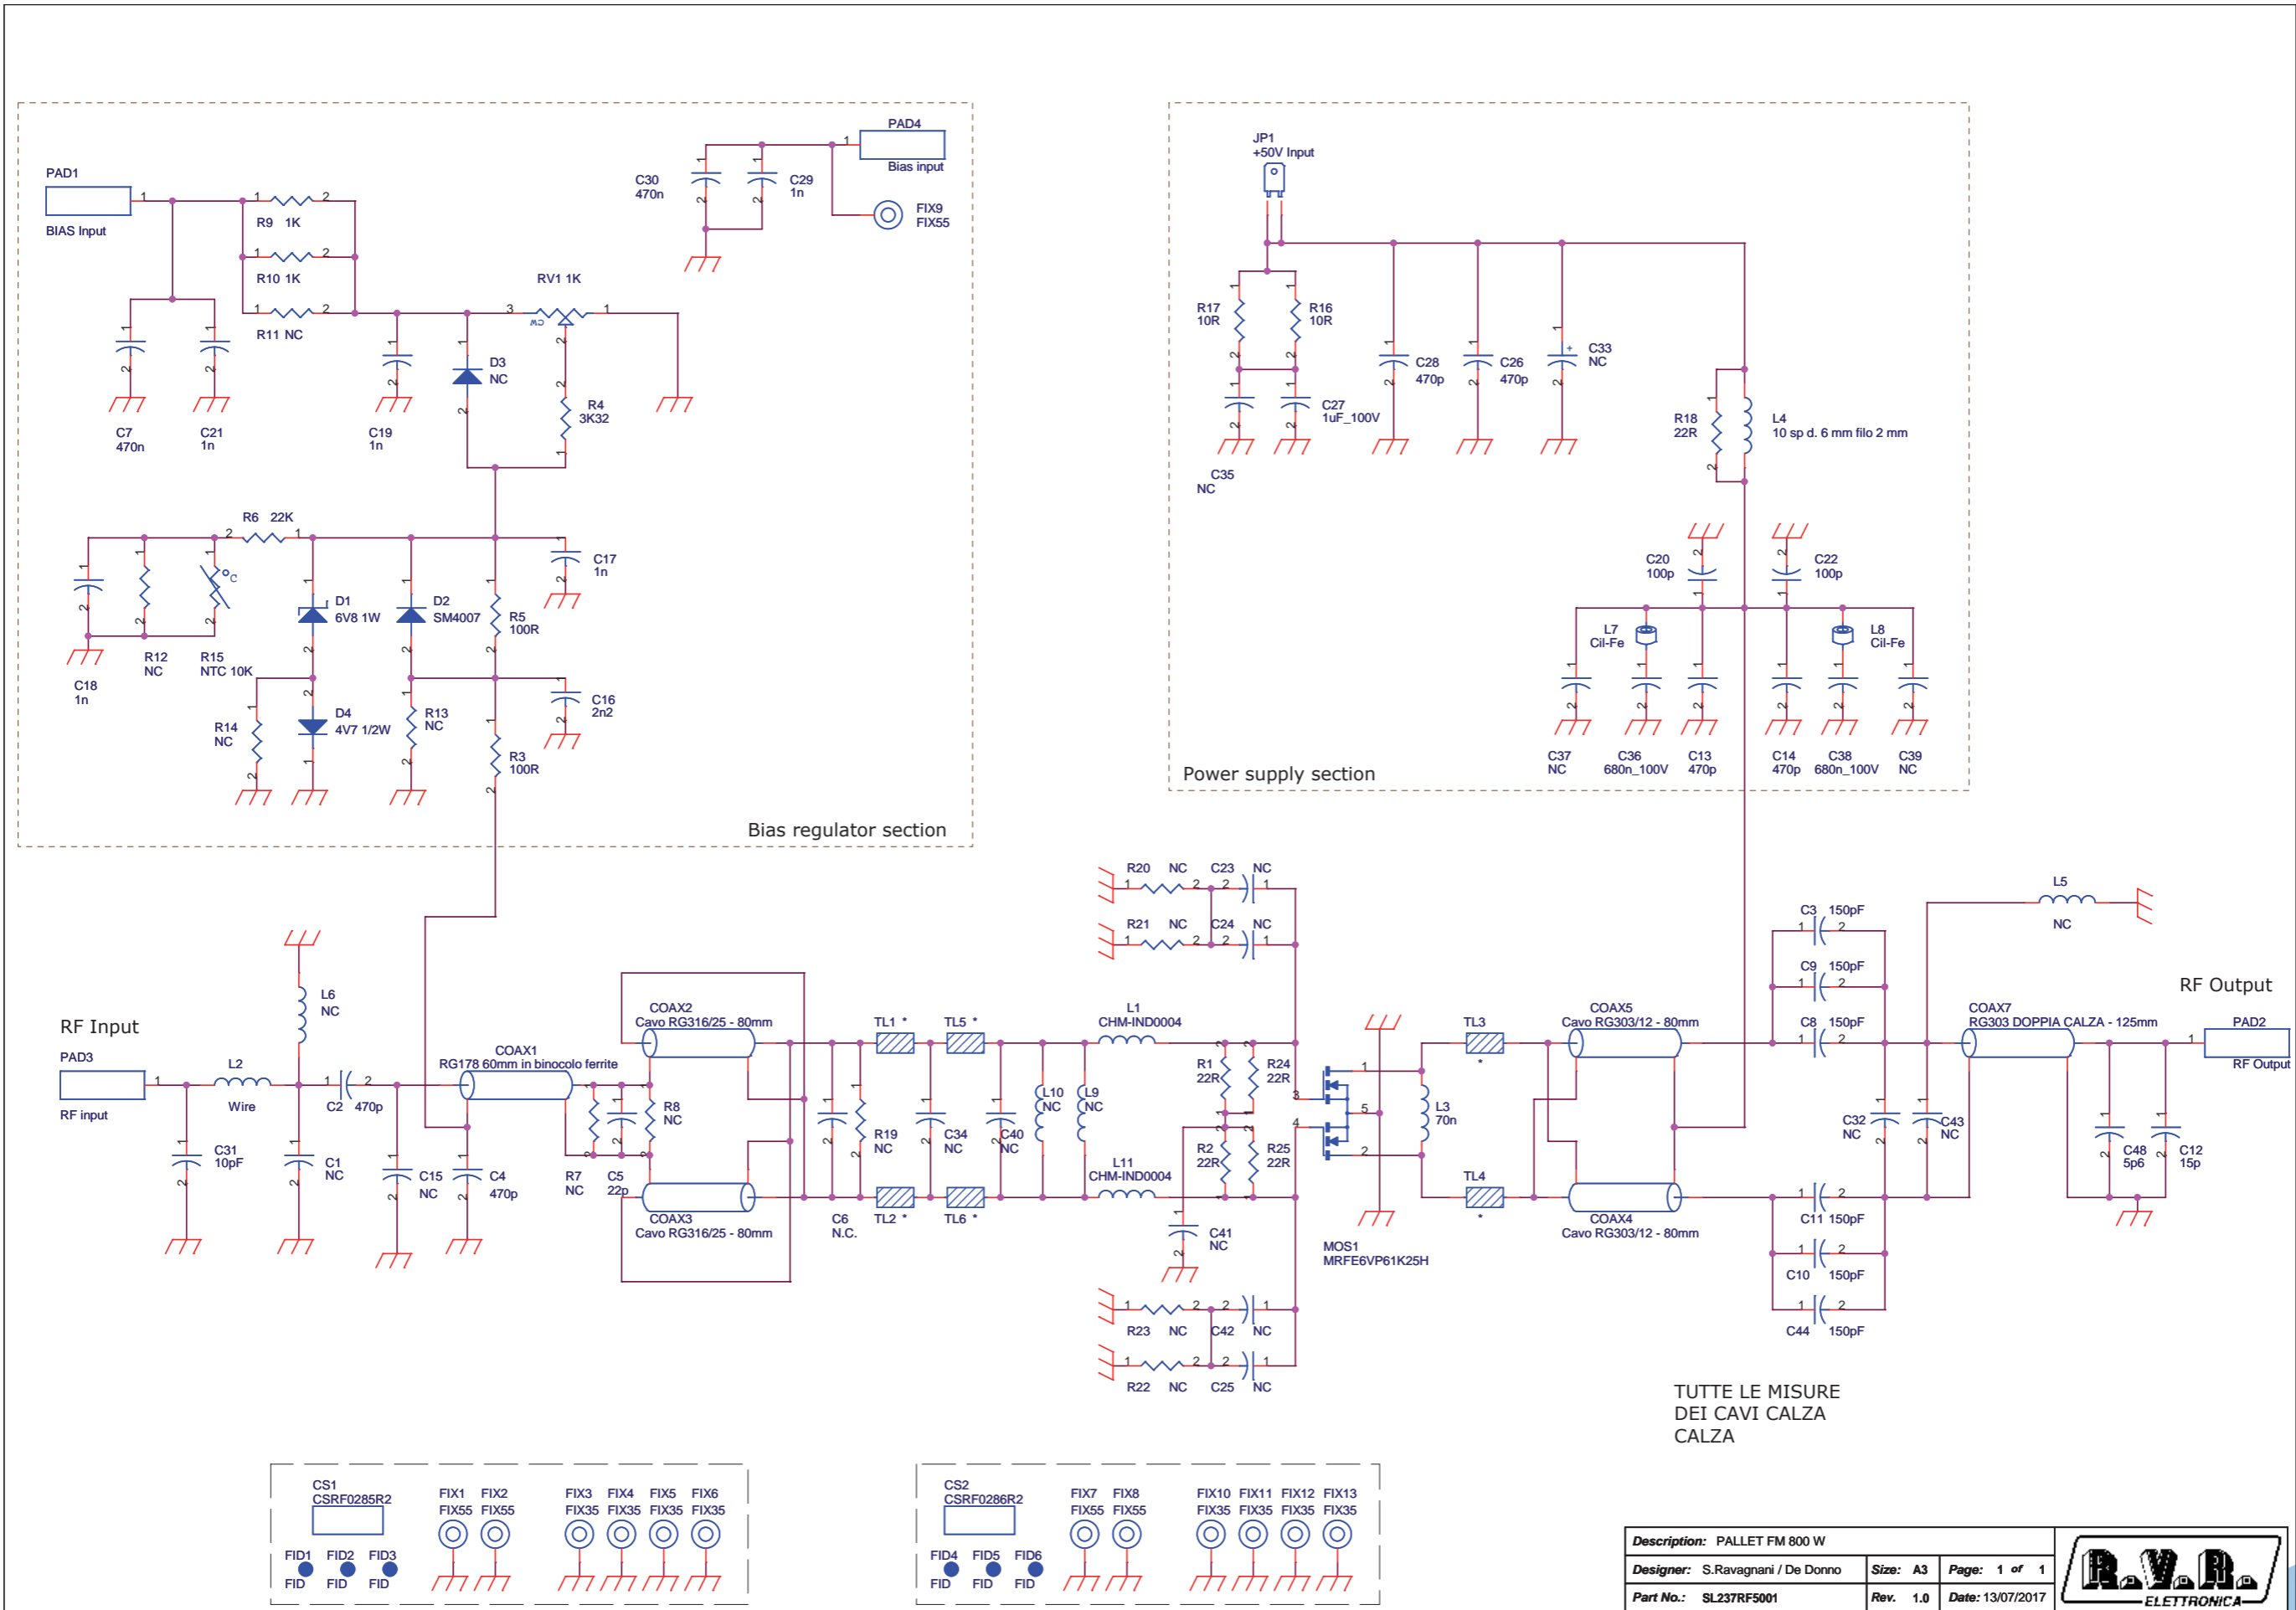 PAD1
BIAS Input
R9 1K
R10 1K
R11 NC
C7
470n
C21
1n
C19
1n
D3
NC
RV1 1K
CW
R4
3K32
C30
470n
C29
1n
PAD4
Bias input
FIX9
FIX55
R6 22K
C18
1n
R12
NC
R15
NTC 10K
°C
D1
6V8 1W
D2
SM4007
R5
100R
C17
1n
R14
NC
D4
4V7 1/2W
R13
NC
C16
2n2
R3
100R
Bias regulator section
JP1
+50V Input
R17
10R
R16
10R
C35
NC
C27
1uF_100V
C28
470p
C26
470p
C33
NC
R18
22R
L4
10 sp d. 6 mm filo 2 mm
C20
100p
C22
100p
L7
Cil-Fe
L8
Cil-Fe
C37
NC
C36
680n_100V
C13
470p
C14
470p
C38
680n_100V
C39
NC
Power supply section
RF Input
PAD3
RF input
L2
Wire
L6
NC
C31
10pF
C1
NC
C2 470p
C15
NC
C4
470p
COAX1
RG178 60mm in binocolo ferrite
R7
NC
C5
22p
R8
NC
COAX2
Cavo RG316/25 - 80mm
COAX3
Cavo RG316/25 - 80mm
C6
N.C.
R19
NC
TL1 *
TL5 *
TL2 *
TL6 *
C34
NC
C40
NC
L10
NC
L9
NC
L1
CHM-IND0004
L11
CHM-IND0004
R20 NC
C23 NC
R21 NC
C24 NC
R1
22R
R24
22R
R2
22R
R25
22R
C41
NC
R23 NC
C42 NC
R22 NC
C25 NC
MOS1
MRFE6VP61K25H
L3
70n
TL3
*
TL4
*
COAX5
Cavo RG303/12 - 80mm
COAX4
Cavo RG303/12 - 80mm
C3 150pF
C9 150pF
C8 150pF
C11 150pF
C10 150pF
C44 150pF
C32
NC
C43
NC
L5
NC
COAX7
RG303 DOPPIA CALZA - 125mm
C48
5p6
C12
15p
RF Output
PAD2
RF Output
TUTTE LE MISURE
DEI CAVI CALZA
CALZA
CS1
CSRF0285R2
FID1 FID2 FID3
FID FID FID
FIX1 FIX2 FIX3 FIX4 FIX5 FIX6
FIX55 FIX55 FIX35 FIX35 FIX35 FIX35
CS2
CSRF0286R2
FID4 FID5 FID6
FID FID FID
FIX7 FIX8 FIX10 FIX11 FIX12 FIX13
FIX55 FIX55 FIX35 FIX35 FIX35 FIX35
Description: PALLET FM 800 W
Designer: S.Ravagnani / De Donno Size: A3 Page: 1 of 1
Part No.: SL237RF5001 Rev. 1.0 Date: 13/07/2017
R.V.R.
ELETTRONICA